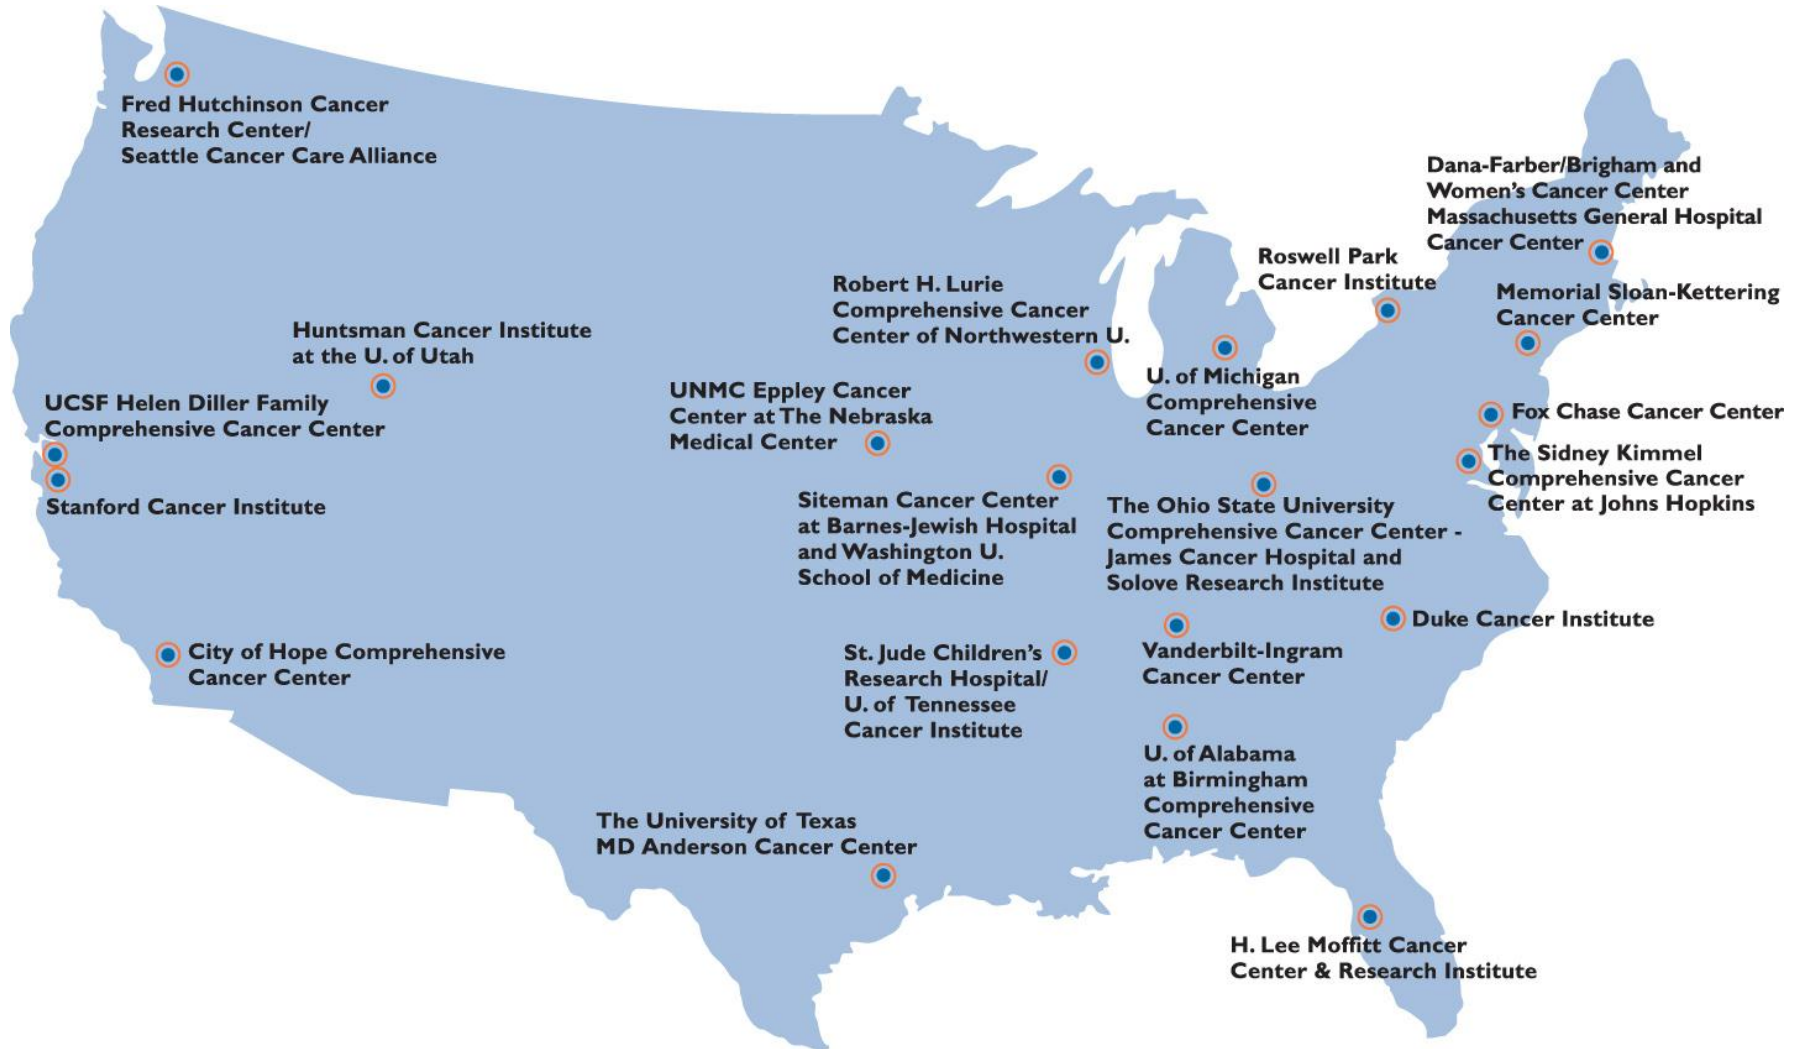 Fred Hutchinson Cancer
Research Center/
Seattle Cancer Care Alliance
Dana-Farber/Brigham and
Women's Cancer Center
Massachusetts General Hospital
Cancer Center
Roswell Park
Cancer Institute
Memorial Sloan-Kettering
Cancer Center
Robert H. Lurie
Comprehensive Cancer
Center of Northwestern U.
Huntsman Cancer Institute
at the U. of Utah
UCSF Helen Diller Family
Comprehensive Cancer Center
Stanford Cancer Institute
UNMC Eppley Cancer
Center at The Nebraska
Medical Center
U. of Michigan
Comprehensive
Cancer Center
Fox Chase Cancer Center
The Sidney Kimmel
Comprehensive Cancer
Center at Johns Hopkins
Siteman Cancer Center
at Barnes-Jewish Hospital
and Washington U.
School of Medicine
The Ohio State University
Comprehensive Cancer Center -
James Cancer Hospital and
Solove Research Institute
Duke Cancer Institute
City of Hope Comprehensive
Cancer Center
St. Jude Children's
Research Hospital/
U. of Tennessee
Cancer Institute
Vanderbilt-Ingram
Cancer Center
U. of Alabama
at Birmingham
Comprehensive
Cancer Center
The University of Texas
MD Anderson Cancer Center
H. Lee Moffitt Cancer
Center & Research Institute